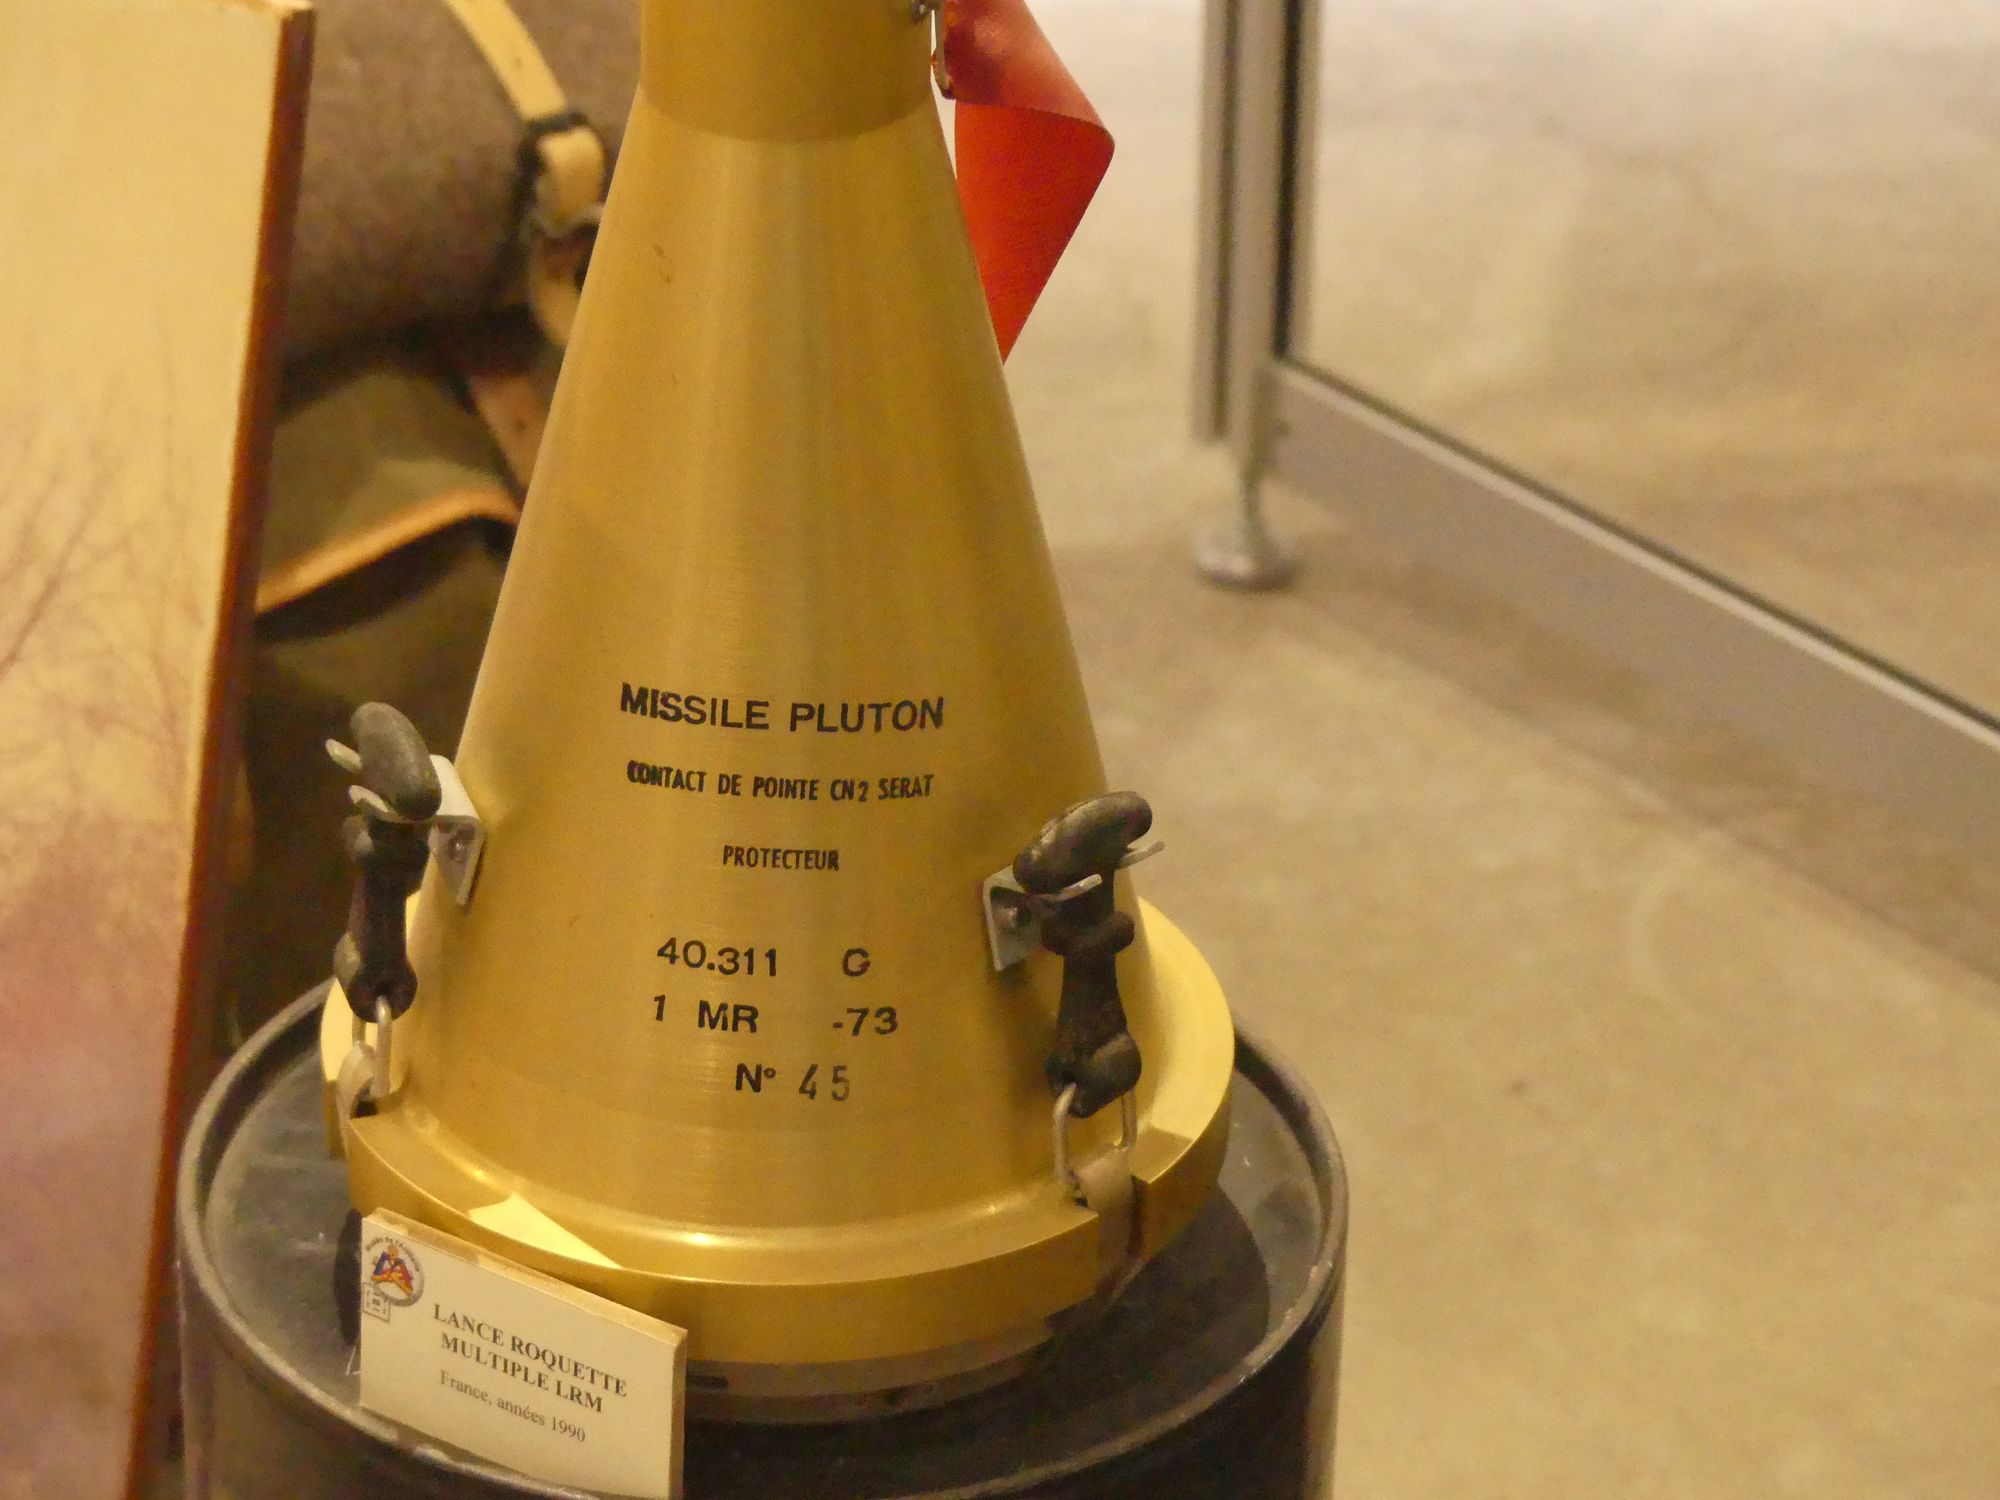 MISSILE PLUTON
CONTACT DE POINTE CN2 SERAT
PROTECTEUR
40.311 G
1 MR -73
N° 45
LANCE ROQUETTE
MULTIPLE LRM
France, années 1990